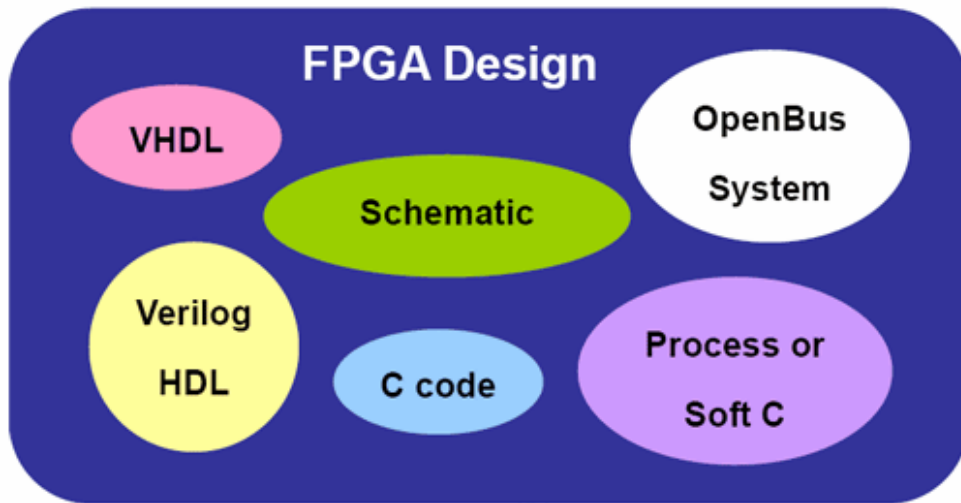 FPGA Design
VHDL
OpenBus
System
Schematic
Verilog
HDL
C code
Process or
Soft C